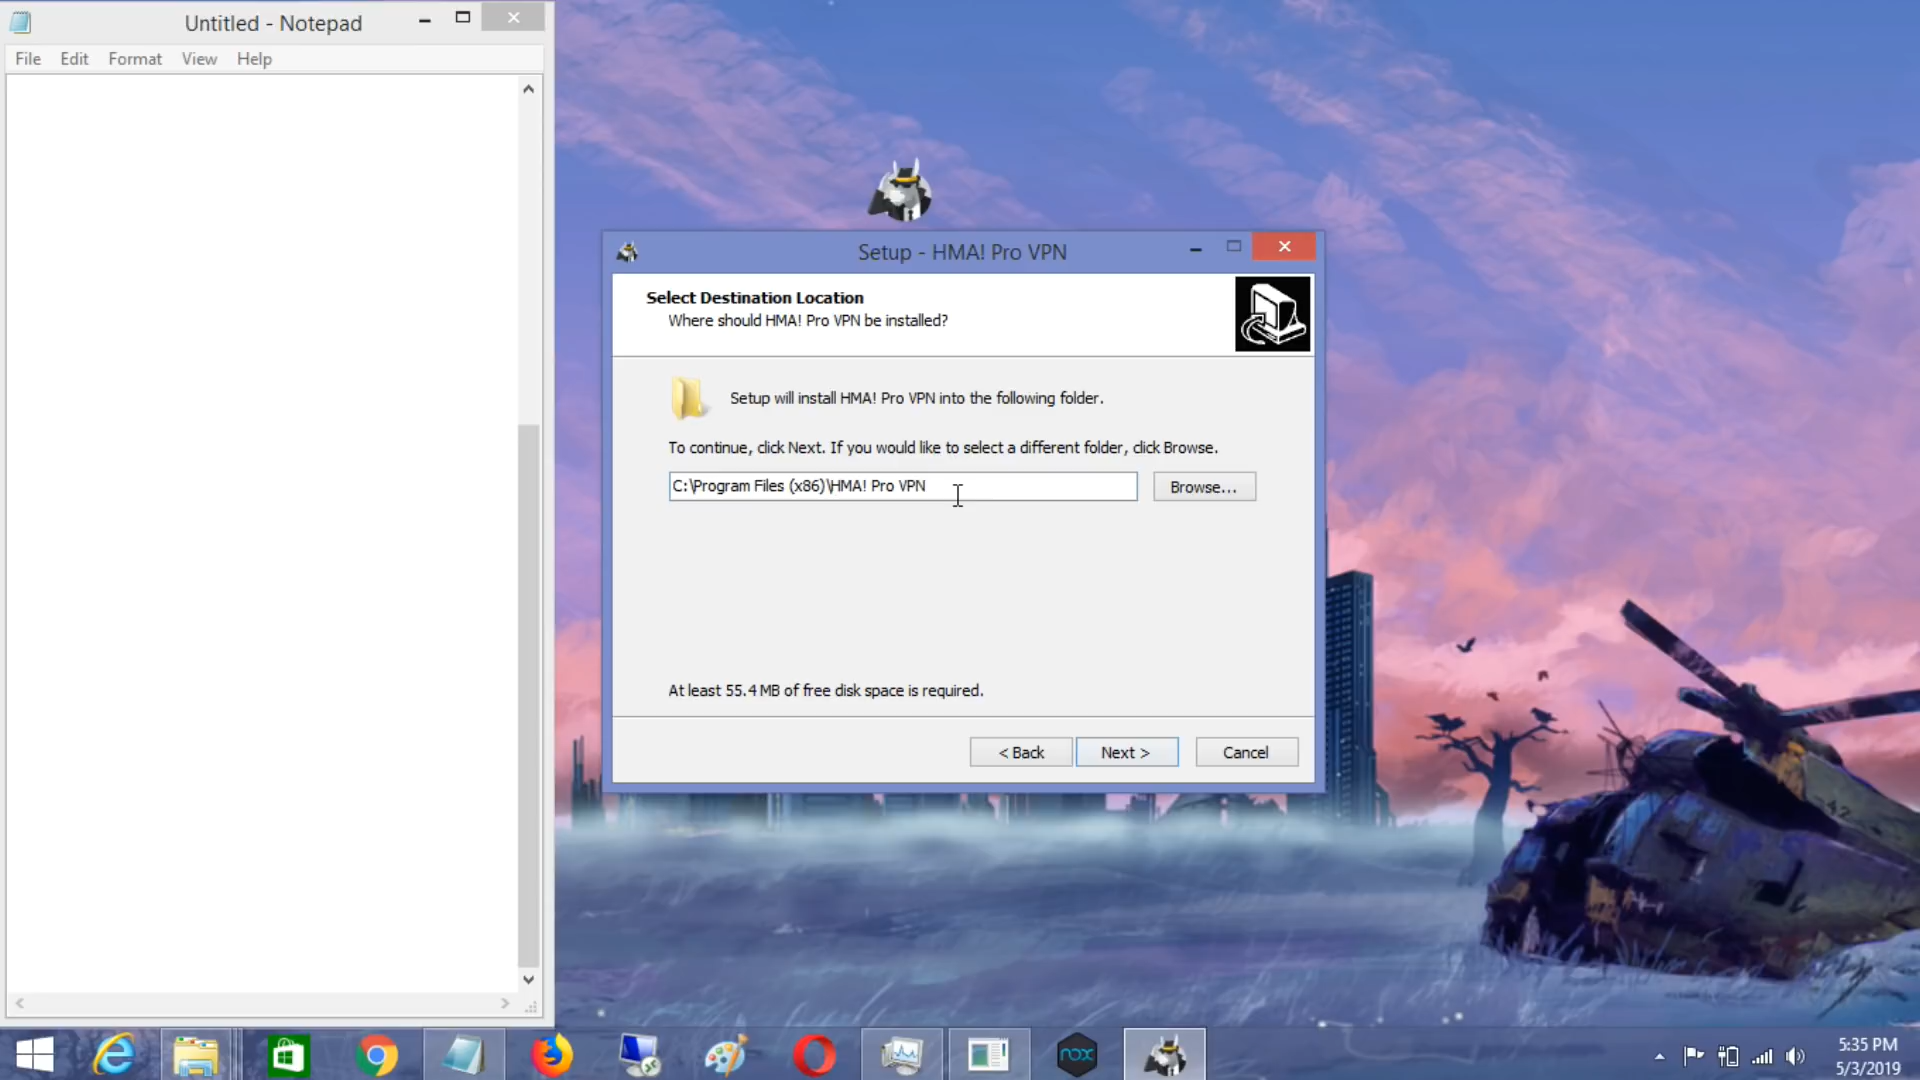 Untitled - Notepad
File Edit Format View Help
Setup - HMA! Pro VPN
Select Destination Location
Where should HMA! Pro VPN be installed?
Setup will install HMA! Pro VPN into the following folder.
To continue, click Next. If you would like to select a different folder, click Browse.
C:\Program Files (x86)\HMA! Pro VPN
Browse...
At least 55.4 MB of free disk space is required.
< Back Next > Cancel
-42
nox
5:35 PM
5/3/2019